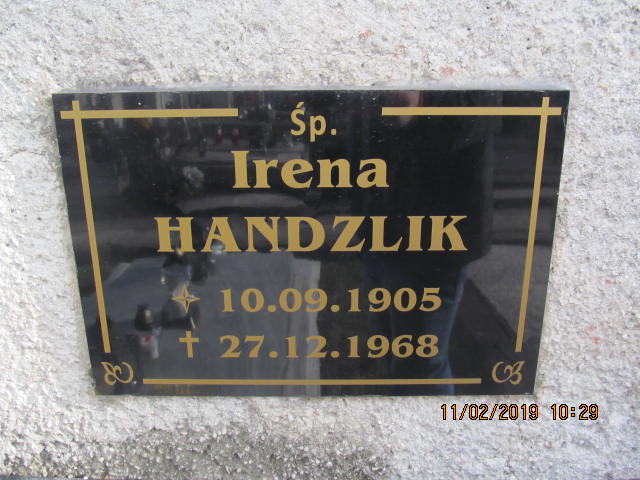 Śp.
Irena
HANDZLIK
10.09.1905
✝ 27.12.1968
11/02/2019 10:29